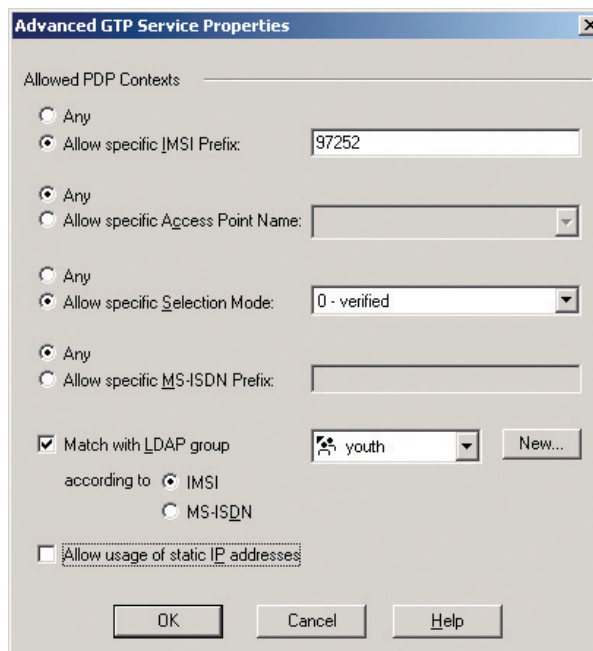 Advanced GTP Service Properties
Allowed PDP Contexts
Any
Allow specific IMSI Prefix: 97252
Any
Allow specific Access Point Name:
Any
Allow specific Selection Mode: 0 - verified
Any
Allow specific MS-ISDN Prefix:
Match with LDAP group youth New...
according to IMSI
MS-ISDN
Allow usage of static IP addresses
OK Cancel Help